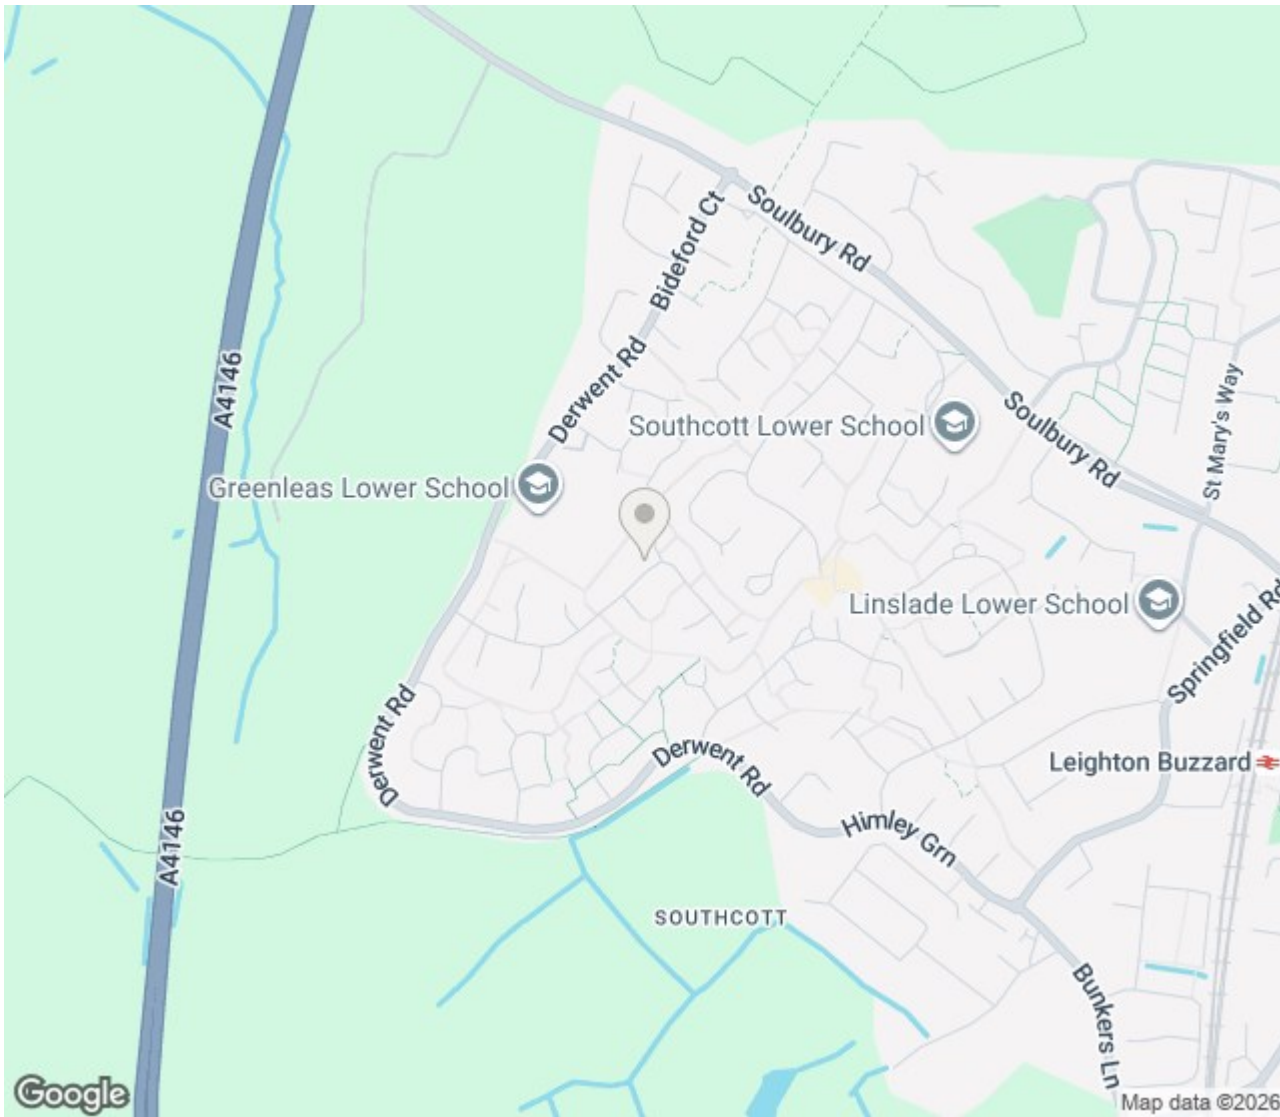 Bideford Ct
Soulbury Rd
A4146
Derwent Rd
St Mary's Way
Southcott Lower School
Soulbury Rd
Greenleas Lower School
Linslade Lower School
Springfield Rd
Derwent Rd
Derwent Rd
Leighton Buzzard
A4146
Himley Grn
SOUTHCOTT
Bunkers Ln
Google
Map data ©2026